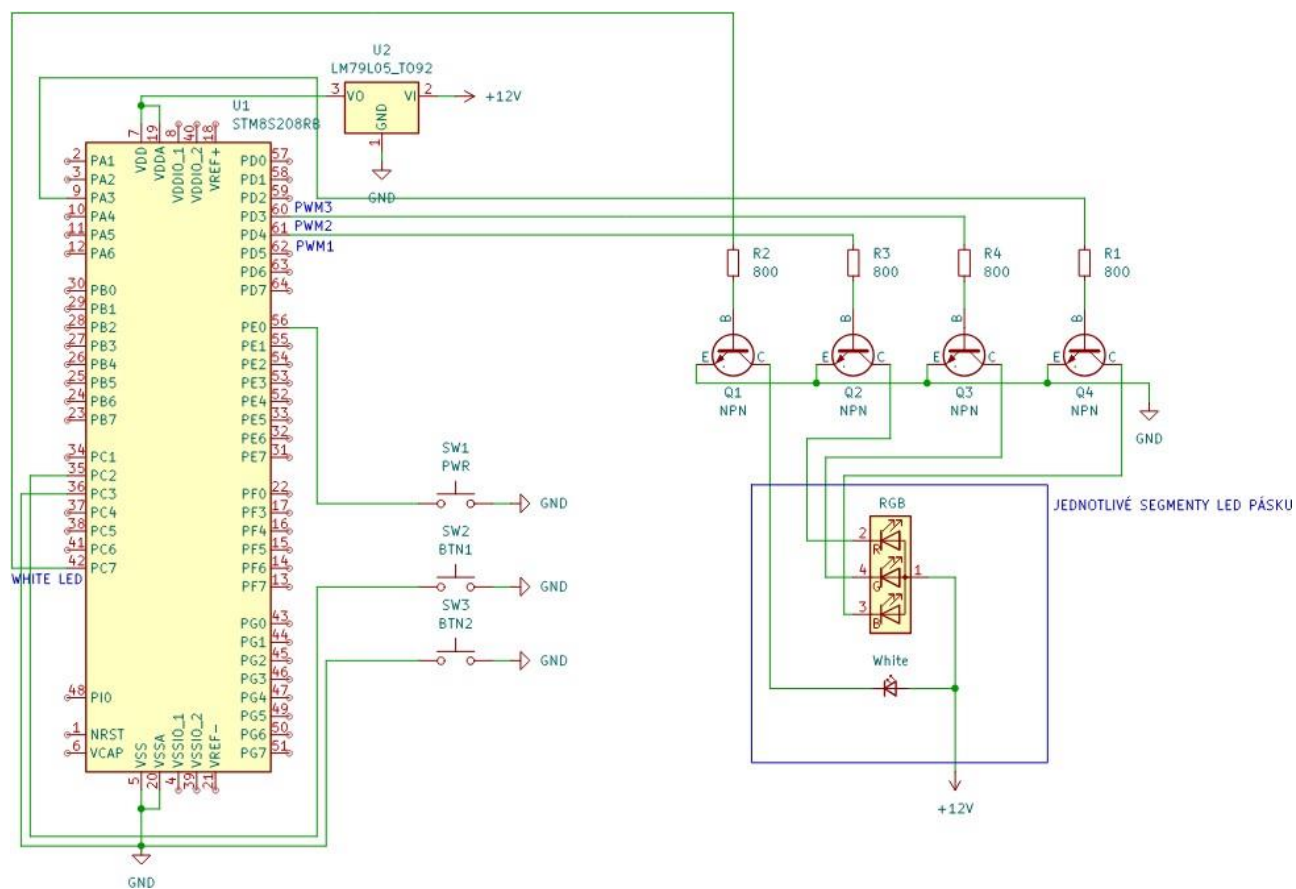 U2
LM79L05_TO92
3 VO VI 2 +12V
GND
1
GND
U1
STM8S208RB
7 19 8 40 18
VDD VDDA VDDIO_1 VDDIO_2 VREF+
2 PA1 PD0 57
3 PA2 PD1 58
9 PA3 PD2 59
10 PA4 PD3 60 PWM3
11 PA5 PD4 61 PWM2
12 PA6 PD5 62 PWM1
PD6 63
30 PB0 PD7 64
29 PB1
28 PB2 PE0 56
27 PB3 PE1 55
26 PB4 PE2 54
25 PB5 PE3 53
24 PB6 PE4 52
23 PB7 PE5 33
PE6 32
34 PC1 PE7 31
35 PC2
36 PC3 PF0 22
37 PC4 PF3 17
38 PC5 PF4 16
41 PC6 PF5 15
42 PC7 PF6 14
WHITE LED PF7 13
PG0 43
PG1 44
PG2 45
PG3 46
48 PI0 PG4 47
PG5 49
1 NRST PG6 50
6 VCAP PG7 51
VSS VSSA VSSIO_1 VSSIO_2 VREF-
5 20 4 39 21
GND
R2
800
R3
800
R4
800
R1
800
B B B B
E C E C E C E C
Q1
NPN
Q2
NPN
Q3
NPN
Q4
NPN
GND
SW1
PWR
GND
SW2
BTN1
GND
SW3
BTN2
GND
JEDNOTLIVÉ SEGMENTY LED PÁSKU
RGB
2 R
4 G 1
3 B
White
+12V